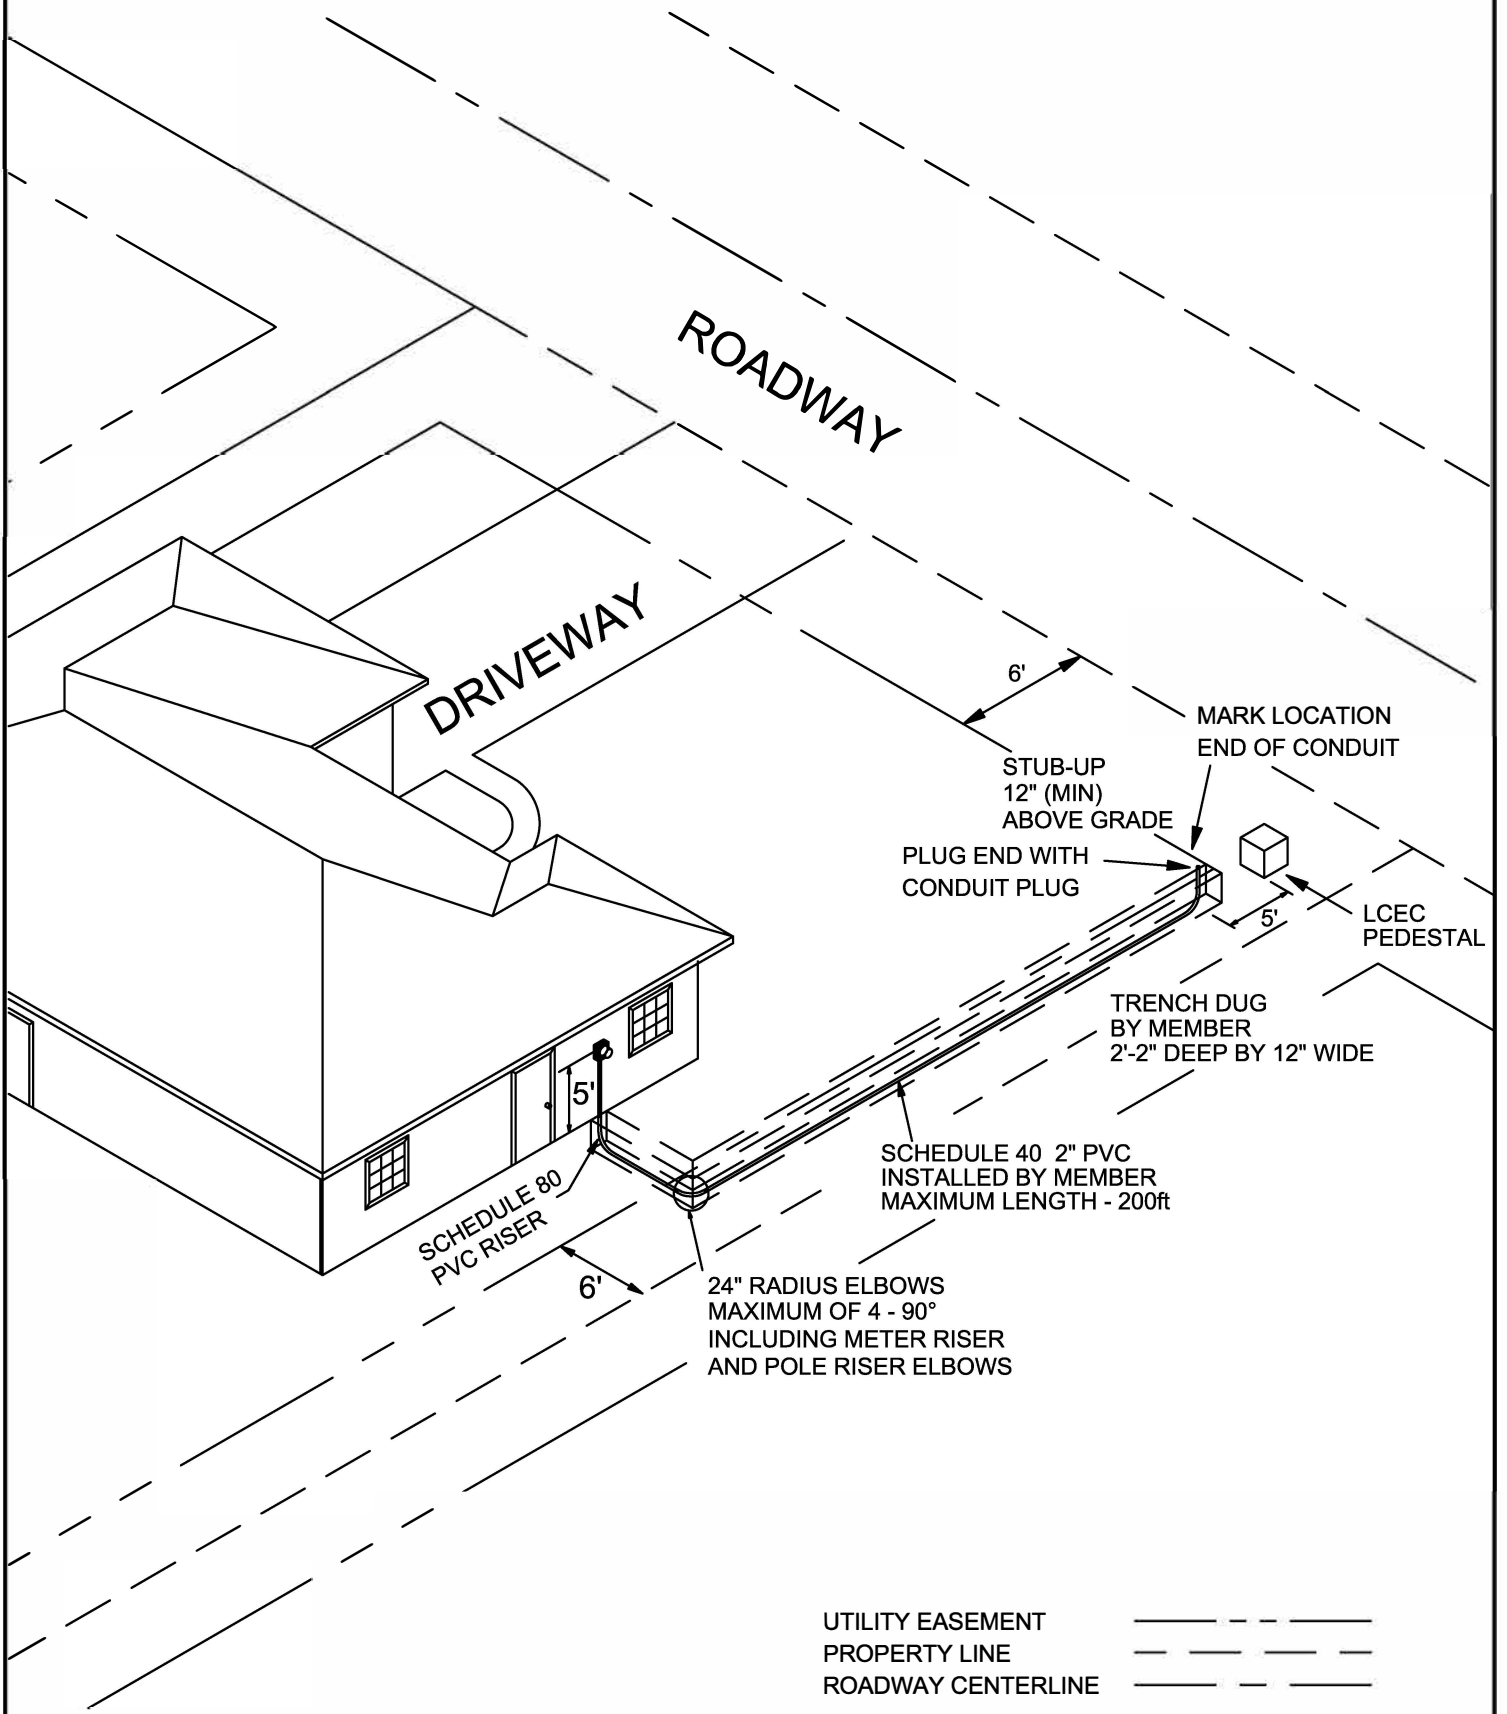 ROADWAY
DRIVEWAY
6'
MARK LOCATION
END OF CONDUIT
STUB-UP
12" (MIN)
ABOVE GRADE
PLUG END WITH
CONDUIT PLUG
5'
LCEC
PEDESTAL
TRENCH DUG
BY MEMBER
2'-2" DEEP BY 12" WIDE
5'
SCHEDULE 40 2" PVC
INSTALLED BY MEMBER
MAXIMUM LENGTH - 200ft
SCHEDULE 80
PVC RISER
6'
24" RADIUS ELBOWS
MAXIMUM OF 4 - 90°
INCLUDING METER RISER
AND POLE RISER ELBOWS
UTILITY EASEMENT
PROPERTY LINE
ROADWAY CENTERLINE